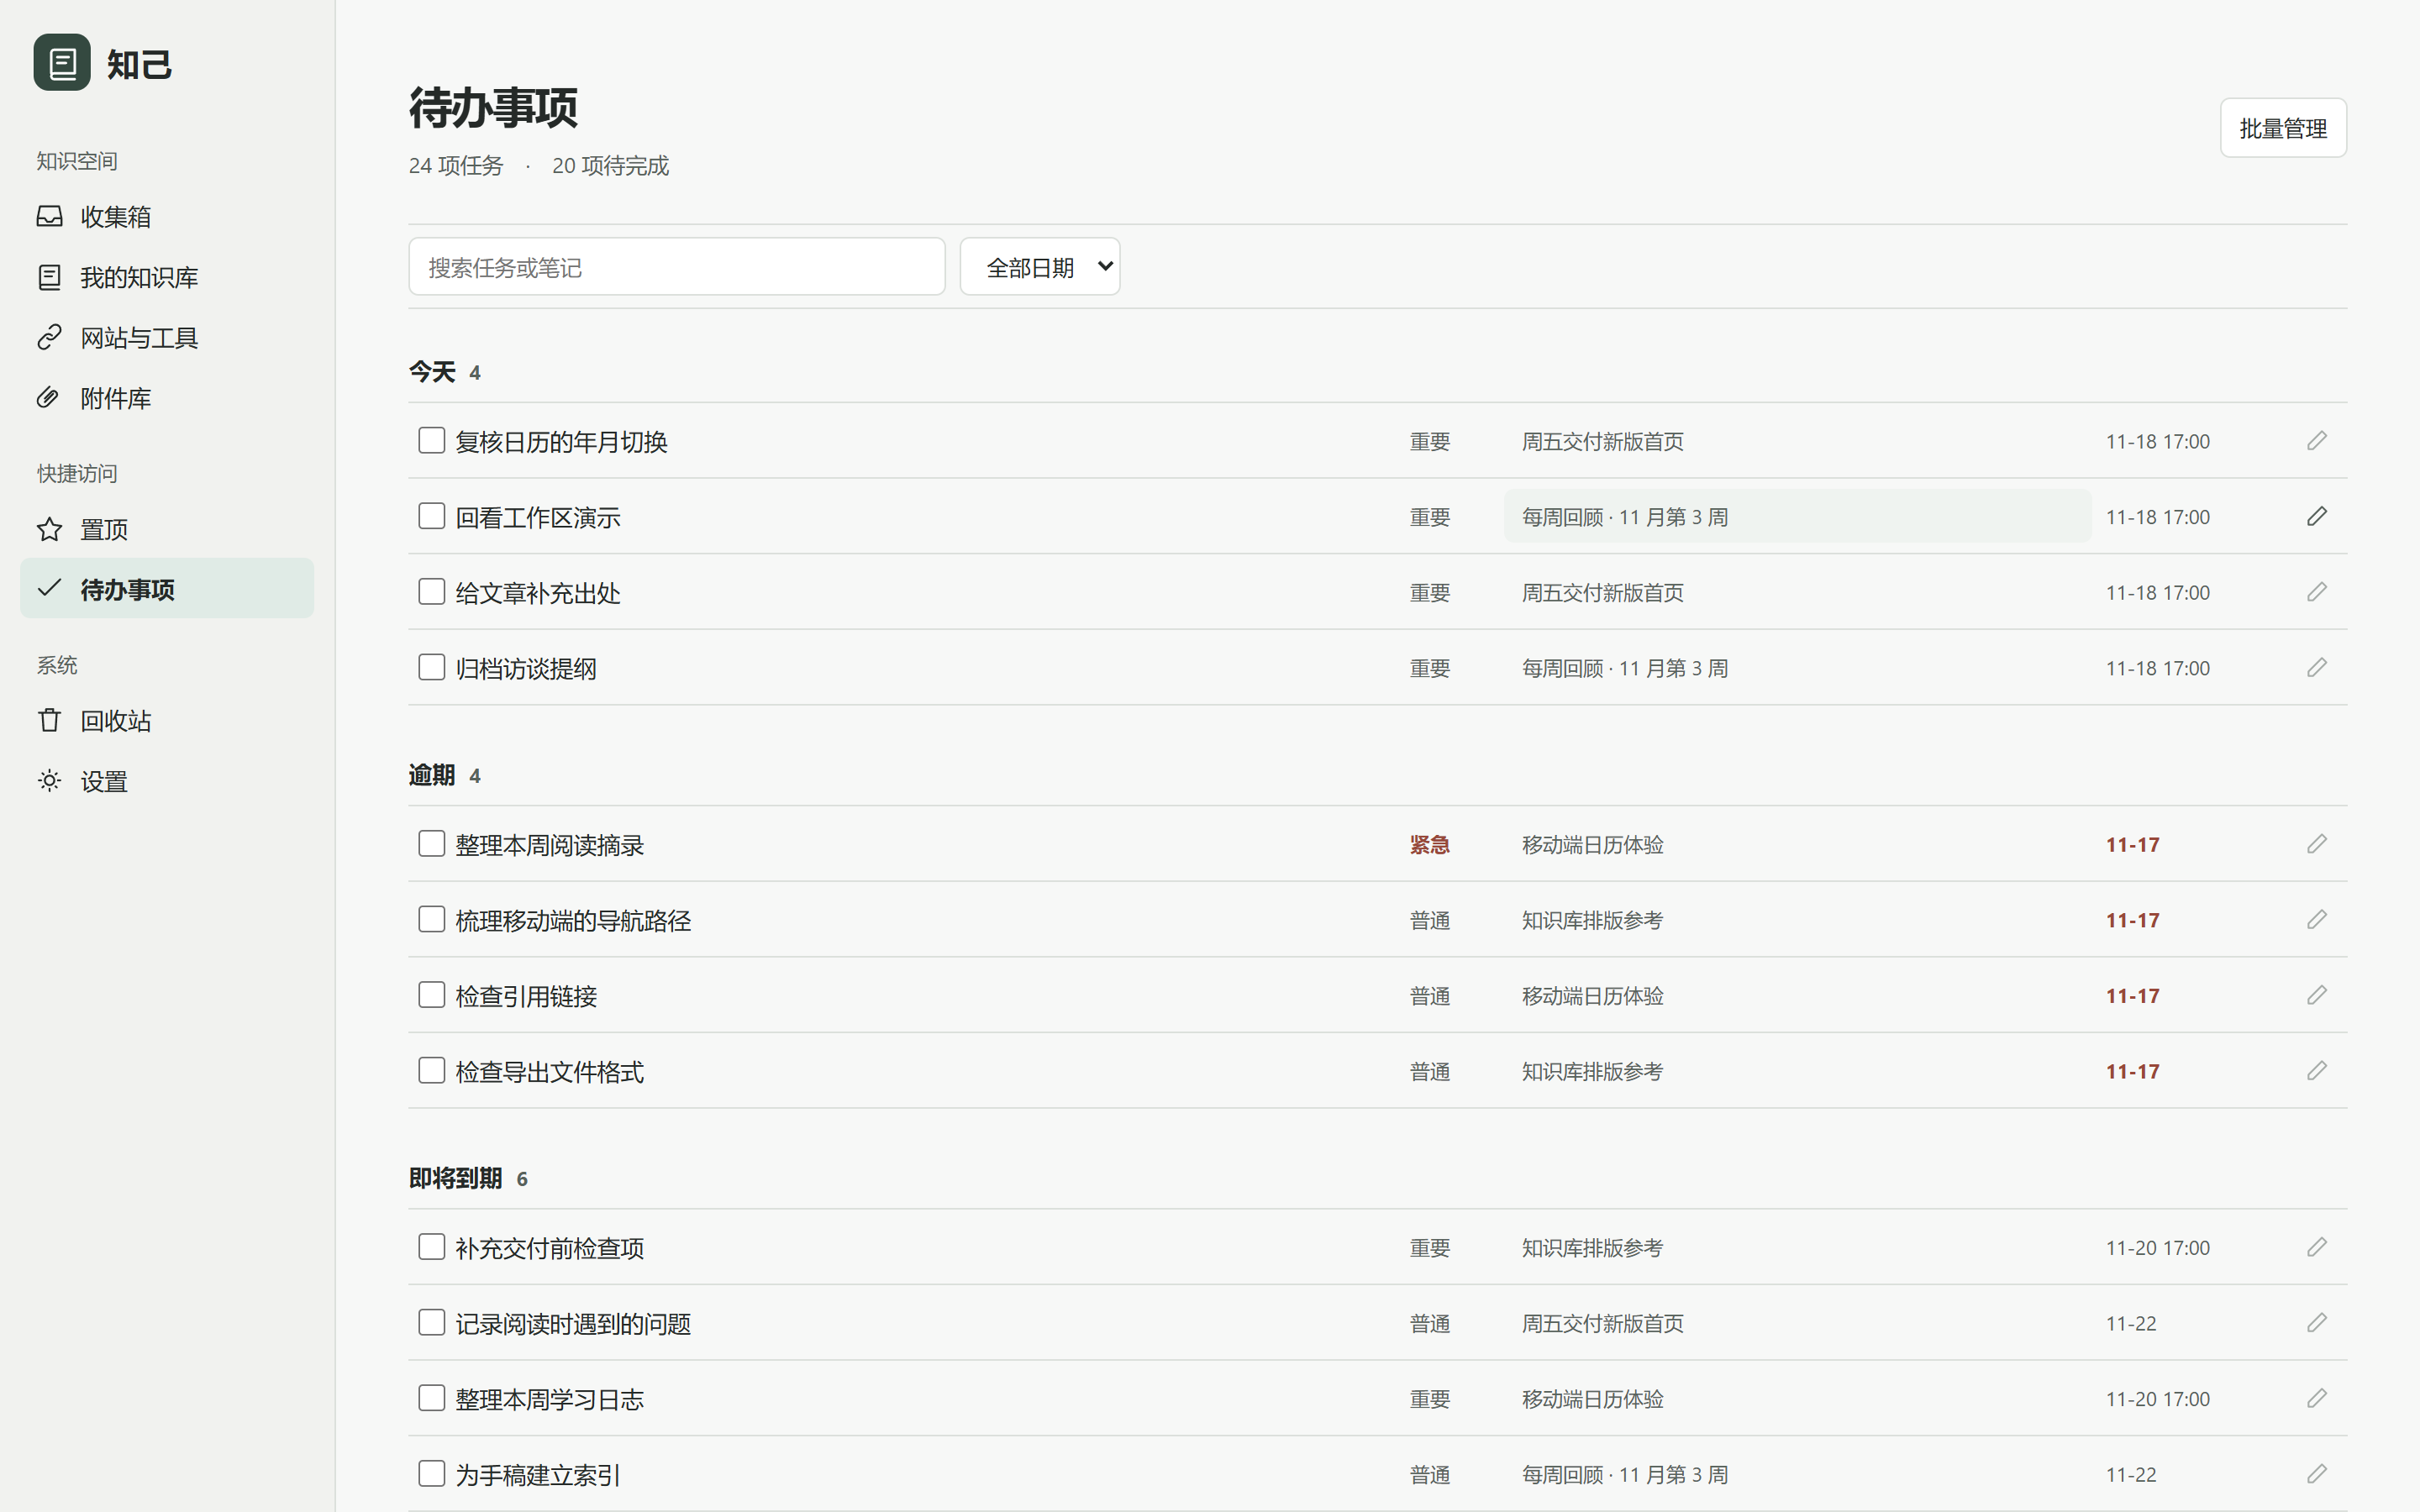 知己
知识空间
收集箱
我的知识库
网站与工具
附件库
快捷访问
置顶
待办事项
系统
回收站
设置
待办事项
24 项任务 · 20 项待完成
批量管理
搜索任务或笔记
全部日期
今天 4
复核日历的年月切换 重要 周五交付新版首页 11-18 17:00
回看工作区演示 重要 每周回顾 · 11 月第 3 周 11-18 17:00
给文章补充出处 重要 周五交付新版首页 11-18 17:00
归档访谈提纲 重要 每周回顾 · 11 月第 3 周 11-18 17:00
逾期 4
整理本周阅读摘录 紧急 移动端日历体验 11-17
梳理移动端的导航路径 普通 知识库排版参考 11-17
检查引用链接 普通 移动端日历体验 11-17
检查导出文件格式 普通 知识库排版参考 11-17
即将到期 6
补充交付前检查项 重要 知识库排版参考 11-20 17:00
记录阅读时遇到的问题 普通 周五交付新版首页 11-22
整理本周学习日志 重要 移动端日历体验 11-20 17:00
为手稿建立索引 普通 每周回顾 · 11 月第 3 周 11-22